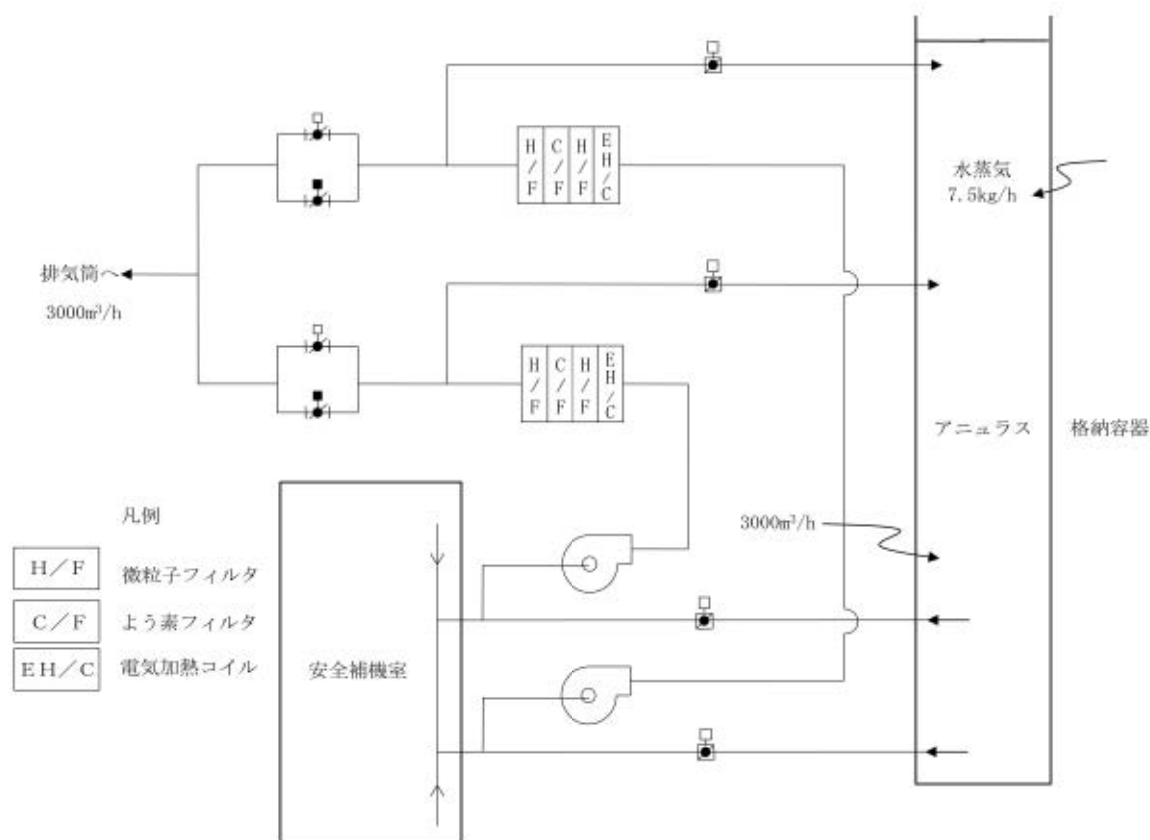 H/F
C/F
H/F
EH/C
水蒸気
7.5kg/h
排気筒へ
3000m³/h
H/F
C/F
H/F
EH/C
アニュラス
格納容器
3000m³/h
凡例
H/F
微粒子フィルタ
C/F
よう素フィルタ
EH/C
電気加熱コイル
安全補機室